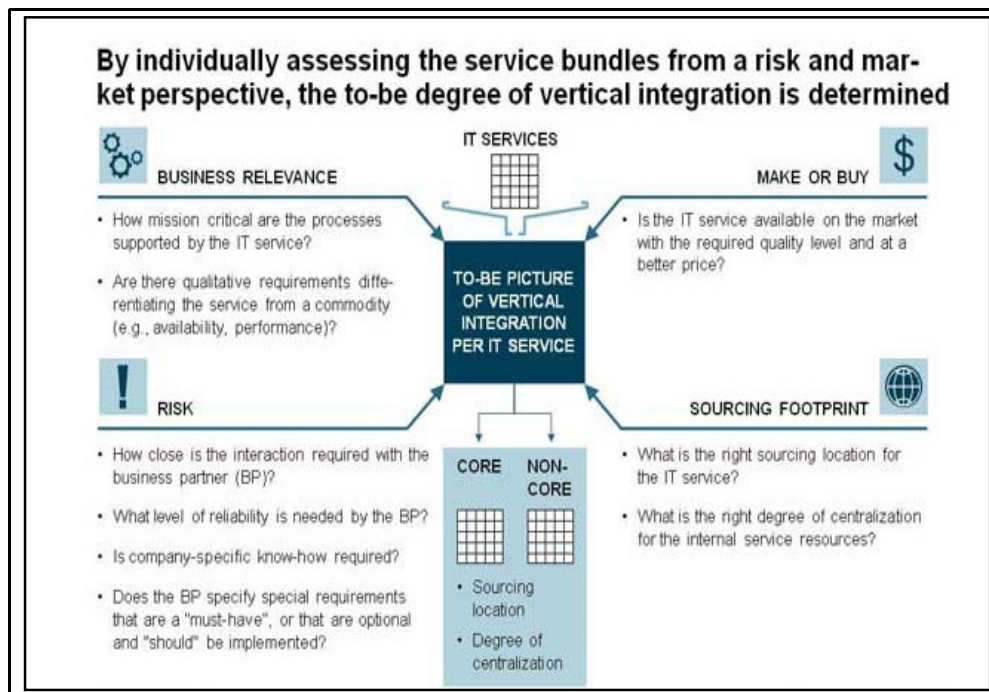 By individually assessing the service bundles from a risk and mar-
ket perspective, the to-be degree of vertical integration is determined
IT SERVICES
BUSINESS RELEVANCE
• How mission critical are the processes
supported by the IT service?
• Are there qualitative requirements diffe-
rentiating the service from a commodity
(e.g., availability, performance)?
$
MAKE OR BUY
• Is the IT service available on the market
with the required quality level and at a
better price?
TO-BE PICTURE
OF VERTICAL
INTEGRATION
PER IT SERVICE
!
RISK
• How close is the interaction required with the
business partner (BP)?
• What level of reliability is needed by the BP?
• Is company-specific know-how required?
• Does the BP specify special requirements
that are a "must-have", or that are optional
and "should" be implemented?
SOURCING FOOTPRINT
• What is the right sourcing location for
the IT service?
• What is the right degree of centralization
for the internal service resources?
CORE
NON-
CORE
• Sourcing
location
• Degree of
centralization